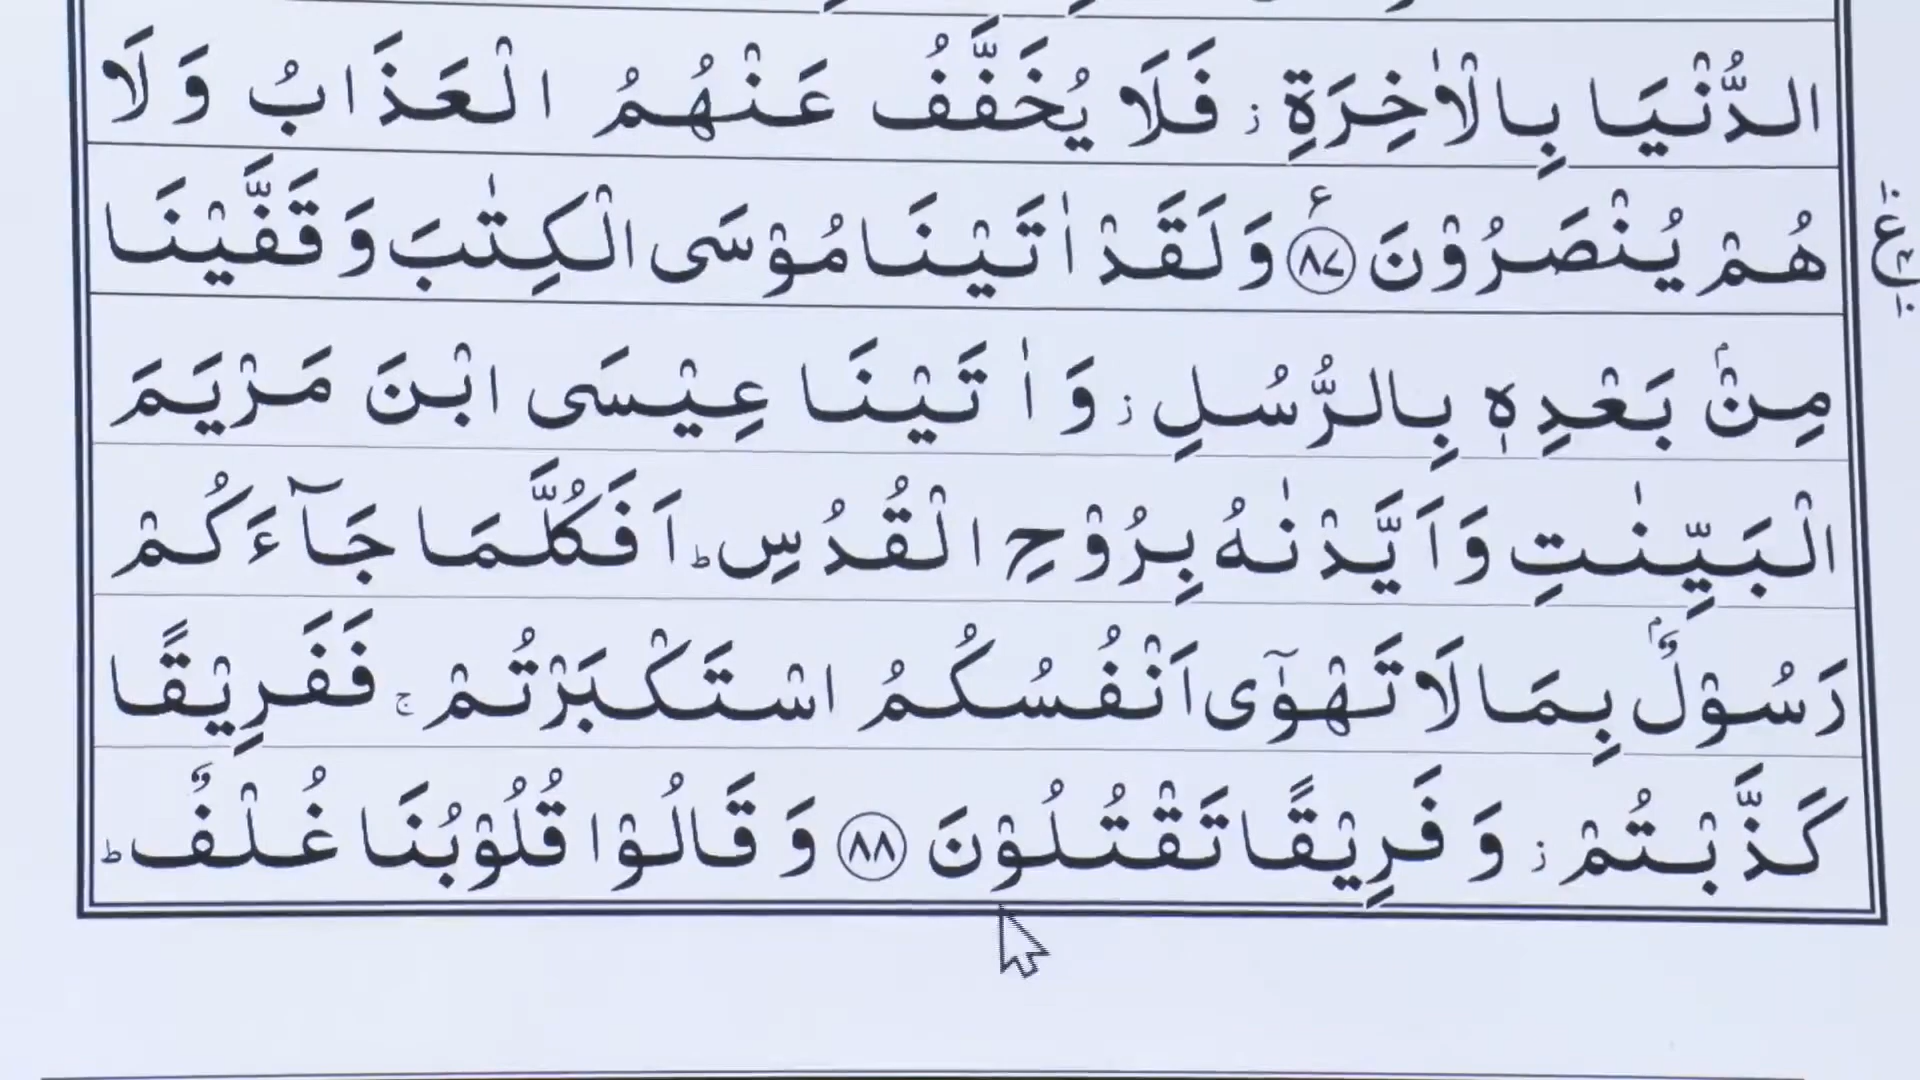 الدُّنْيَا بِالْاٰخِرَةِ ز فَلَا يُخَفَّفُ عَنْهُمُ الْعَذَابُ وَلَا
هُمْ يُنْصَرُوْنَ ٨٧ ع وَلَقَدْ اٰتَيْنَا مُوْسَى الْكِتٰبَ وَقَفَّيْنَا
مِنْۢ بَعْدِهٖ بِالرُّسُلِ ز وَاٰتَيْنَا عِيْسَى ابْنَ مَرْيَمَ
الْبَيِّنٰتِ وَاَيَّدْنٰهُ بِرُوْحِ الْقُدُسِ ط اَفَكُلَّمَا جَآءَكُمْ
رَسُوْلٌۢ بِمَا لَا تَهْوٰٓى اَنْفُسُكُمُ اسْتَكْبَرْتُمْ ج فَفَرِيْقًا
كَذَّبْتُمْ ز وَفَرِيْقًا تَقْتُلُوْنَ ٨٨ وَقَالُوْا قُلُوْبُنَا غُلْفٌ ط